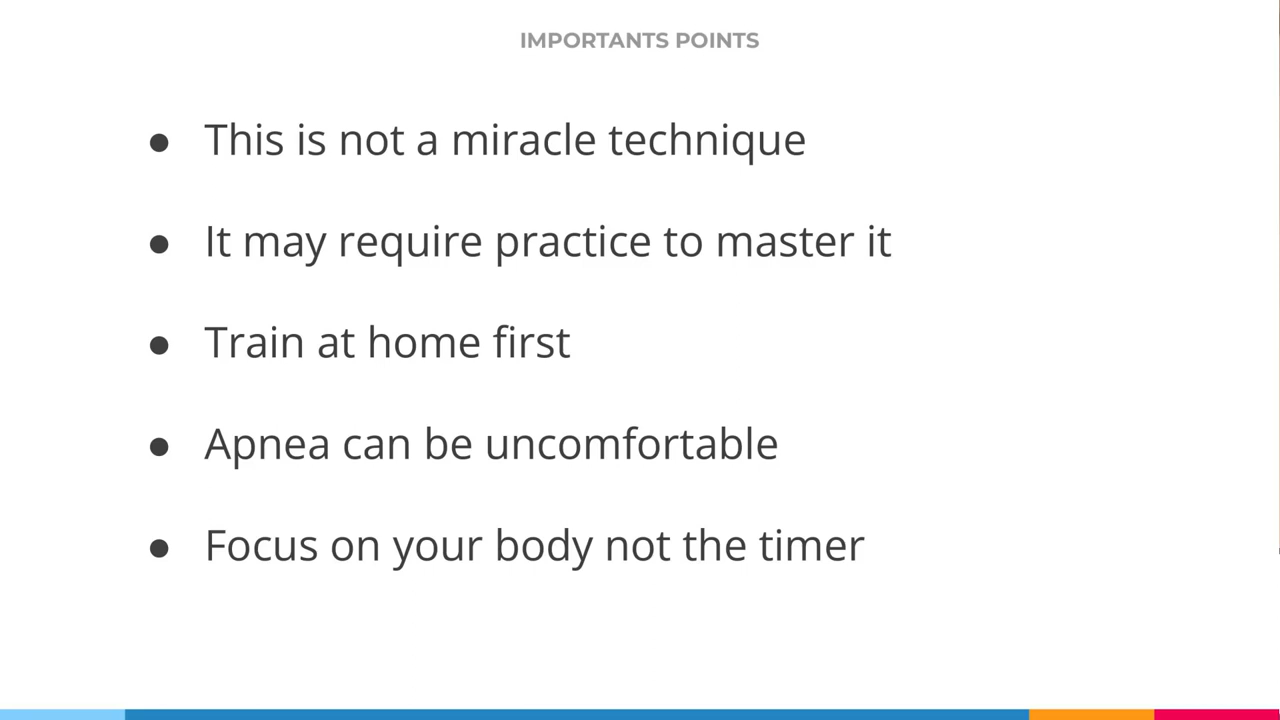 IMPORTANTS POINTS
● This is not a miracle technique
● It may require practice to master it
● Train at home first
● Apnea can be uncomfortable
● Focus on your body not the timer